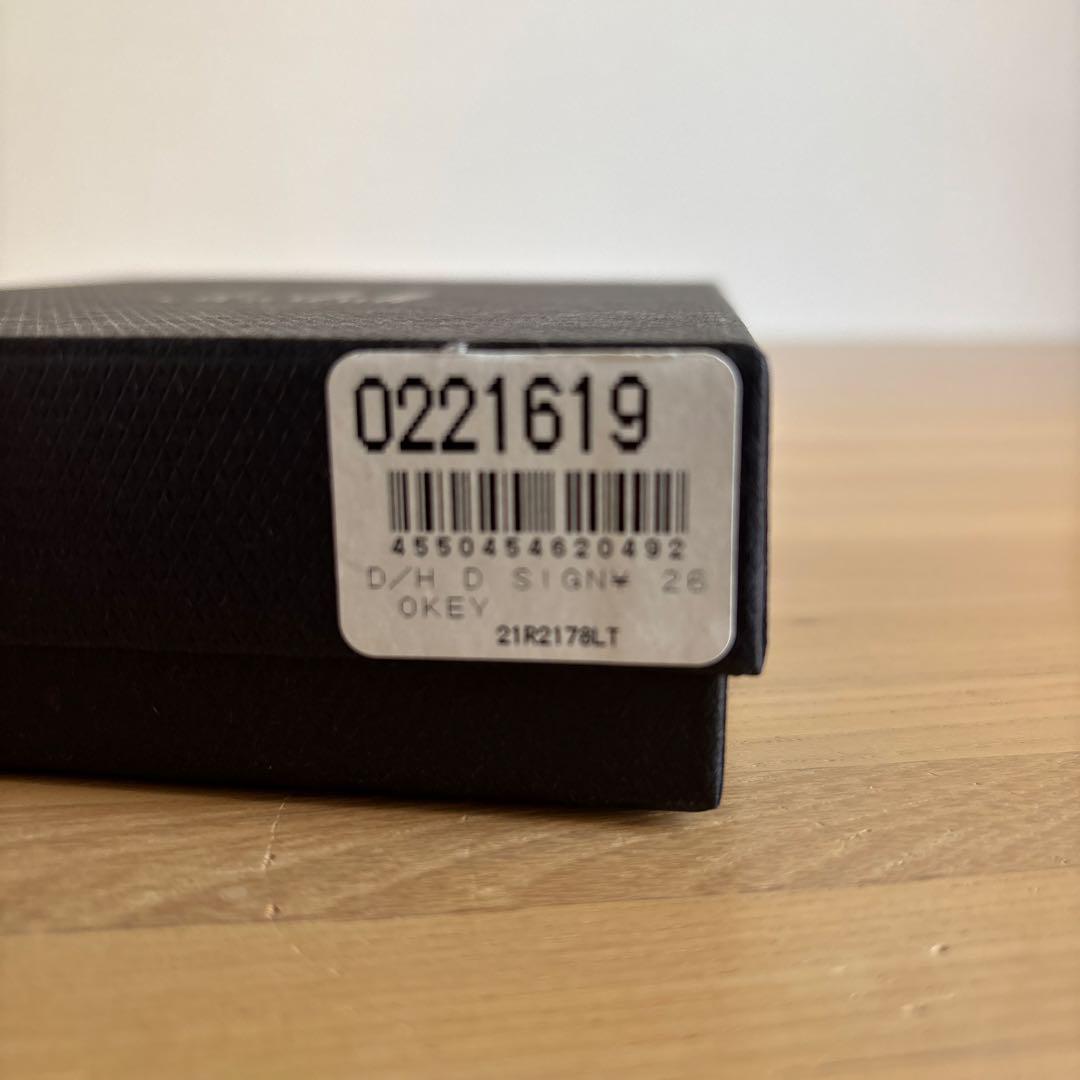 0221619
4550454620492
D/H D SIGN¥ 26
0KEY
21R2178LT